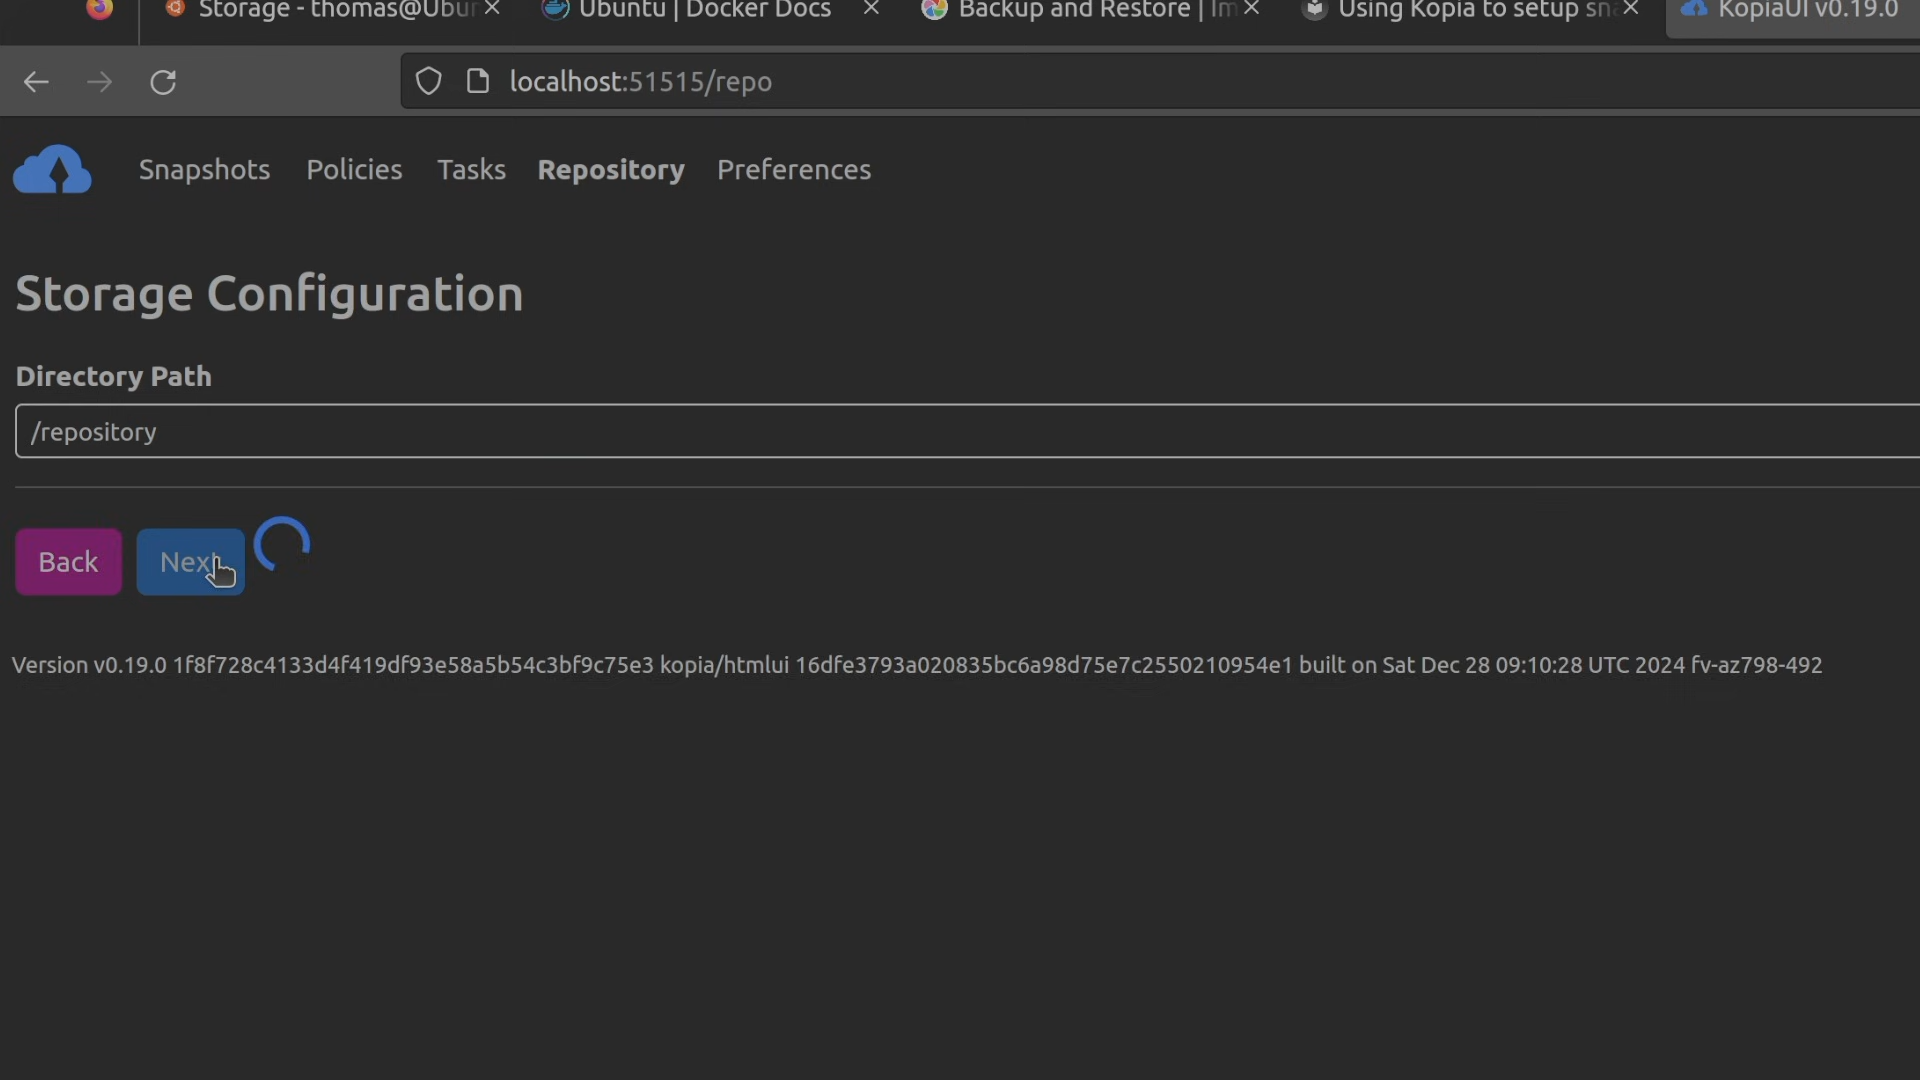 Storage - thomas@Ubun
Ubuntu | Docker Docs
Backup and Restore | Im
Using Kopia to setup sna
KopiaUI v0.19.0
localhost:51515/repo
Snapshots Policies Tasks Repository Preferences
Storage Configuration
Directory Path
/repository
Back Next
Version v0.19.0 1f8f728c4133d4f419df93e58a5b54c3bf9c75e3 kopia/htmlui 16dfe3793a020835bc6a98d75e7c2550210954e1 built on Sat Dec 28 09:10:28 UTC 2024 fv-az798-492